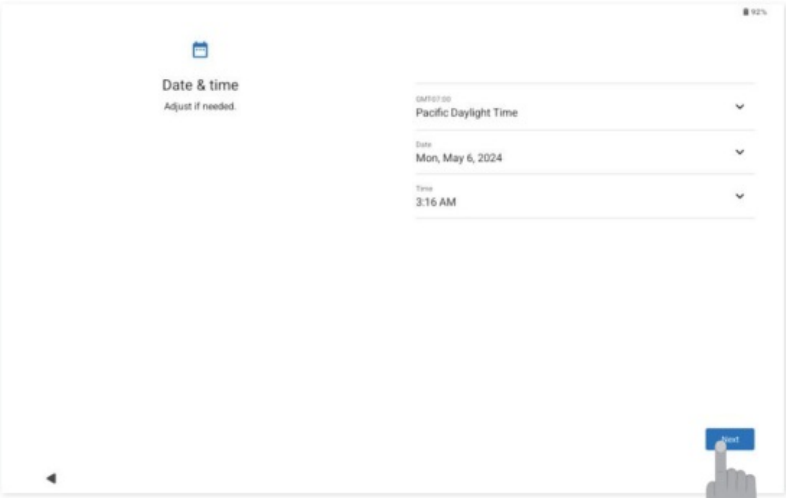 92%
Date & time
Adjust if needed.
GMT-07:00
Pacific Daylight Time
Date
Mon, May 6, 2024
Time
3:16 AM
Next